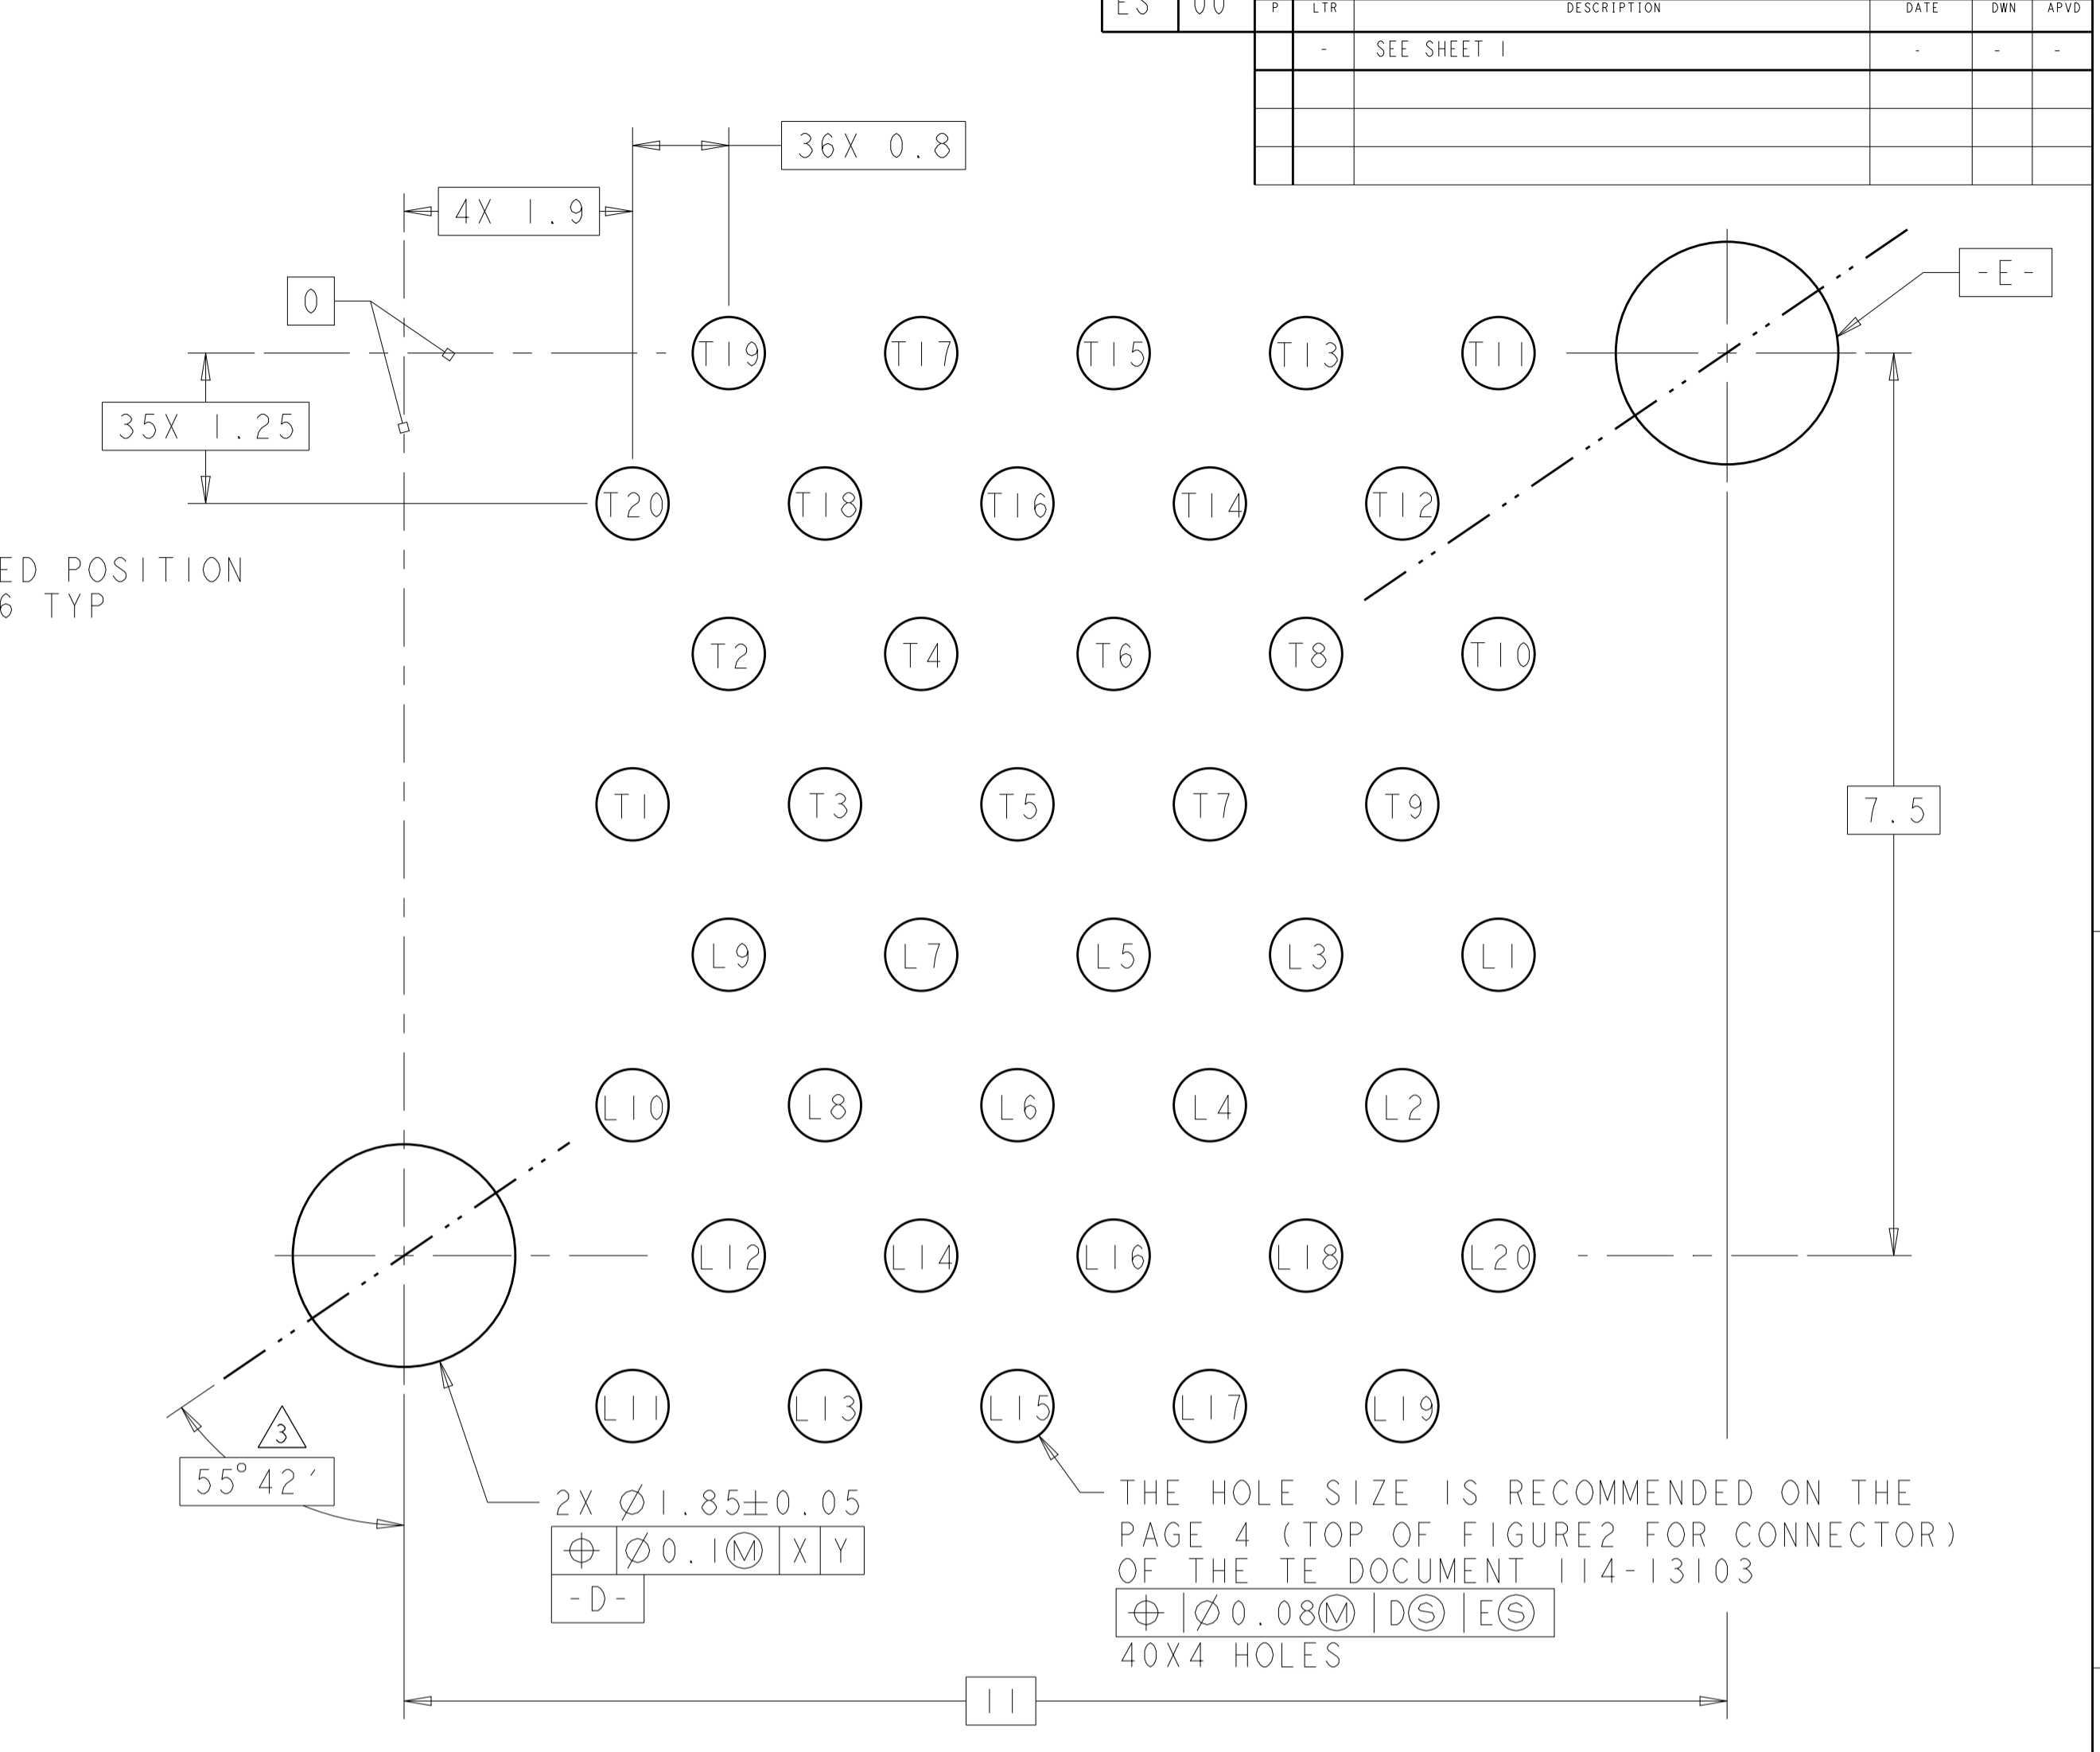 P LTR DESCRIPTION DATE DWN APVD
- SEE SHEET 1 - - -
36X 0.8
4X 1.9
0
-E-
T19 T17 T15 T13 T11
35X 1.25
T20 T18 T16 T14 T12
ED POSITION
6 TYP
T2 T4 T6 T8 T10
T1 T3 T5 T7 T9
7.5
L9 L7 L5 L3 L1
L10 L8 L6 L4 L2
L12 L14 L16 L18 L20
L11 L13 L15 L17 L19
3
55°42'
2X ⌀1.85±0.05
⌖ ⌀0.1Ⓜ X Y
-D-
THE HOLE SIZE IS RECOMMENDED ON THE
PAGE 4 (TOP OF FIGURE2 FOR CONNECTOR)
OF THE TE DOCUMENT 114-13103
⌖ ⌀0.08Ⓜ DⓈ EⓈ
40X4 HOLES
11